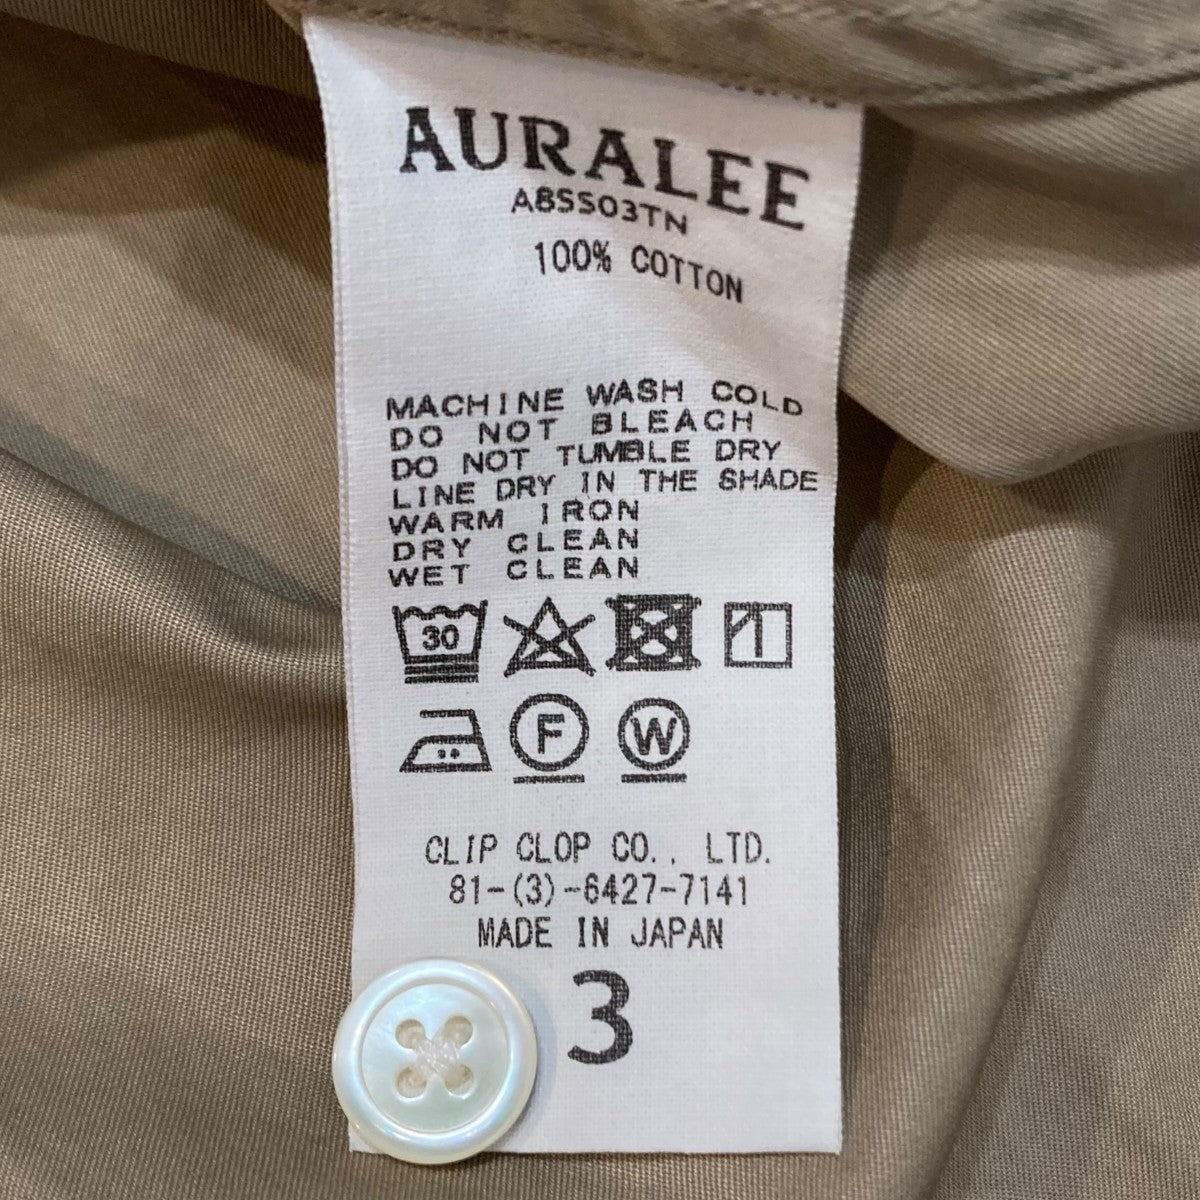 AURALEE
A8SS03TN
100% COTTON
MACHINE WASH COLD
DO NOT BLEACH
DO NOT TUMBLE DRY
LINE DRY IN THE SHADE
WARM IRON
DRY CLEAN
WET CLEAN
30
F W
CLIP CLOP CO., LTD.
81-(3)-6427-7141
MADE IN JAPAN
3